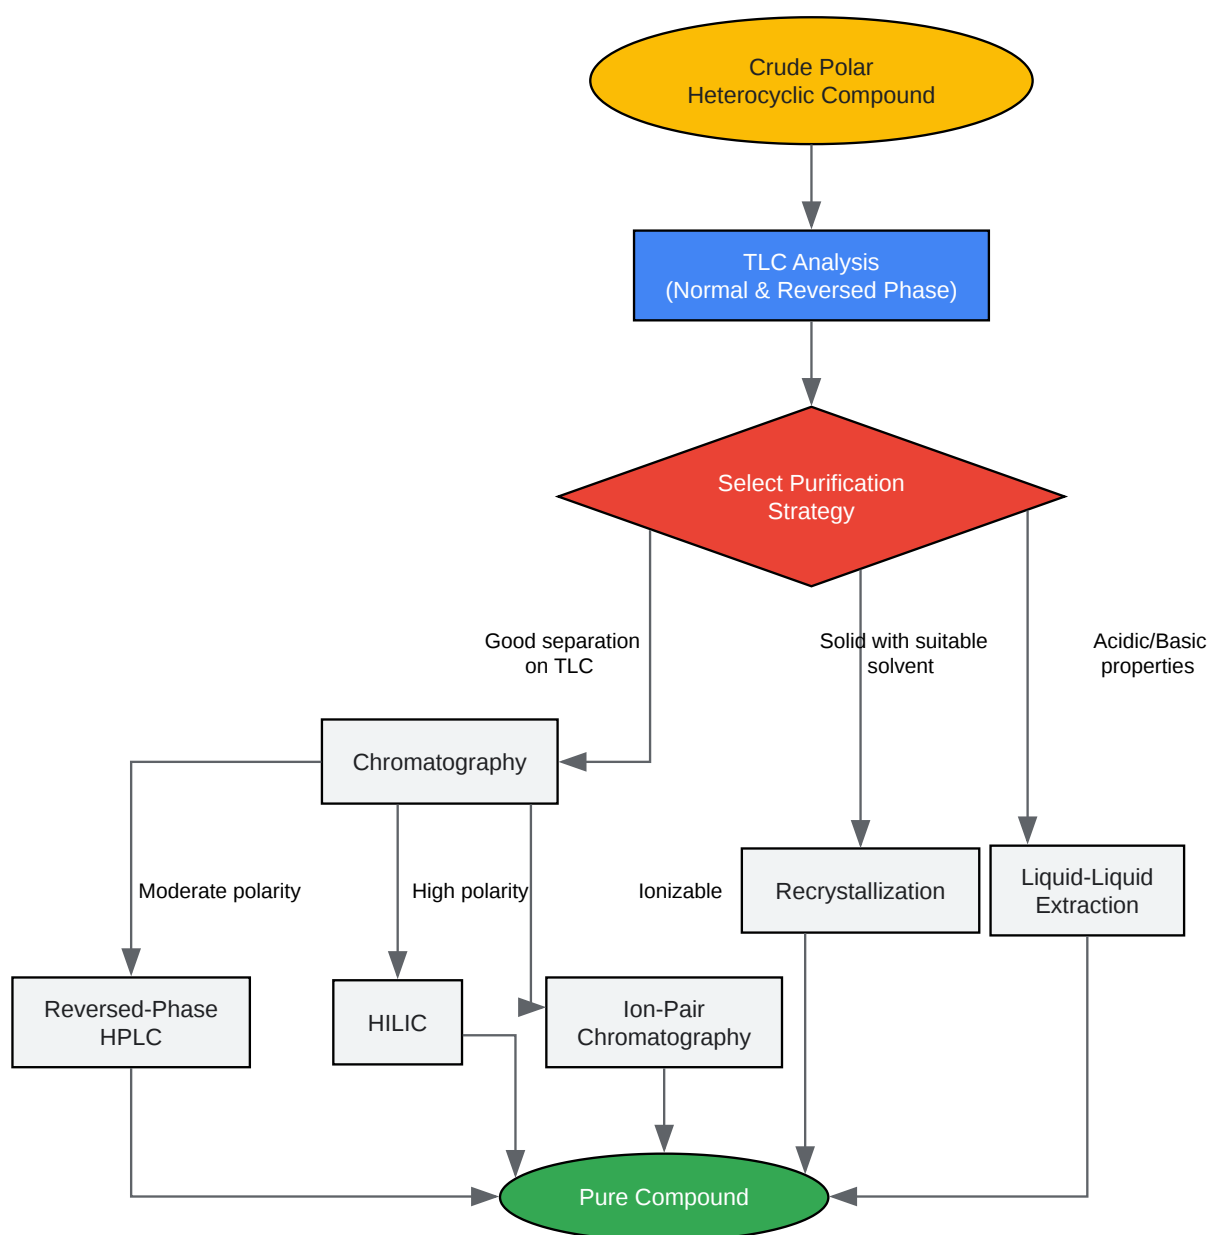 Crude Polar
Heterocyclic Compound
TLC Analysis
(Normal & Reversed Phase)
Select Purification
Strategy
Good separation
on TLC
Solid with suitable
solvent
Acidic/Basic
properties
Chromatography
Moderate polarity
High polarity
Ionizable
Recrystallization
Liquid-Liquid
Extraction
Reversed-Phase
HPLC
HILIC
Ion-Pair
Chromatography
Pure Compound